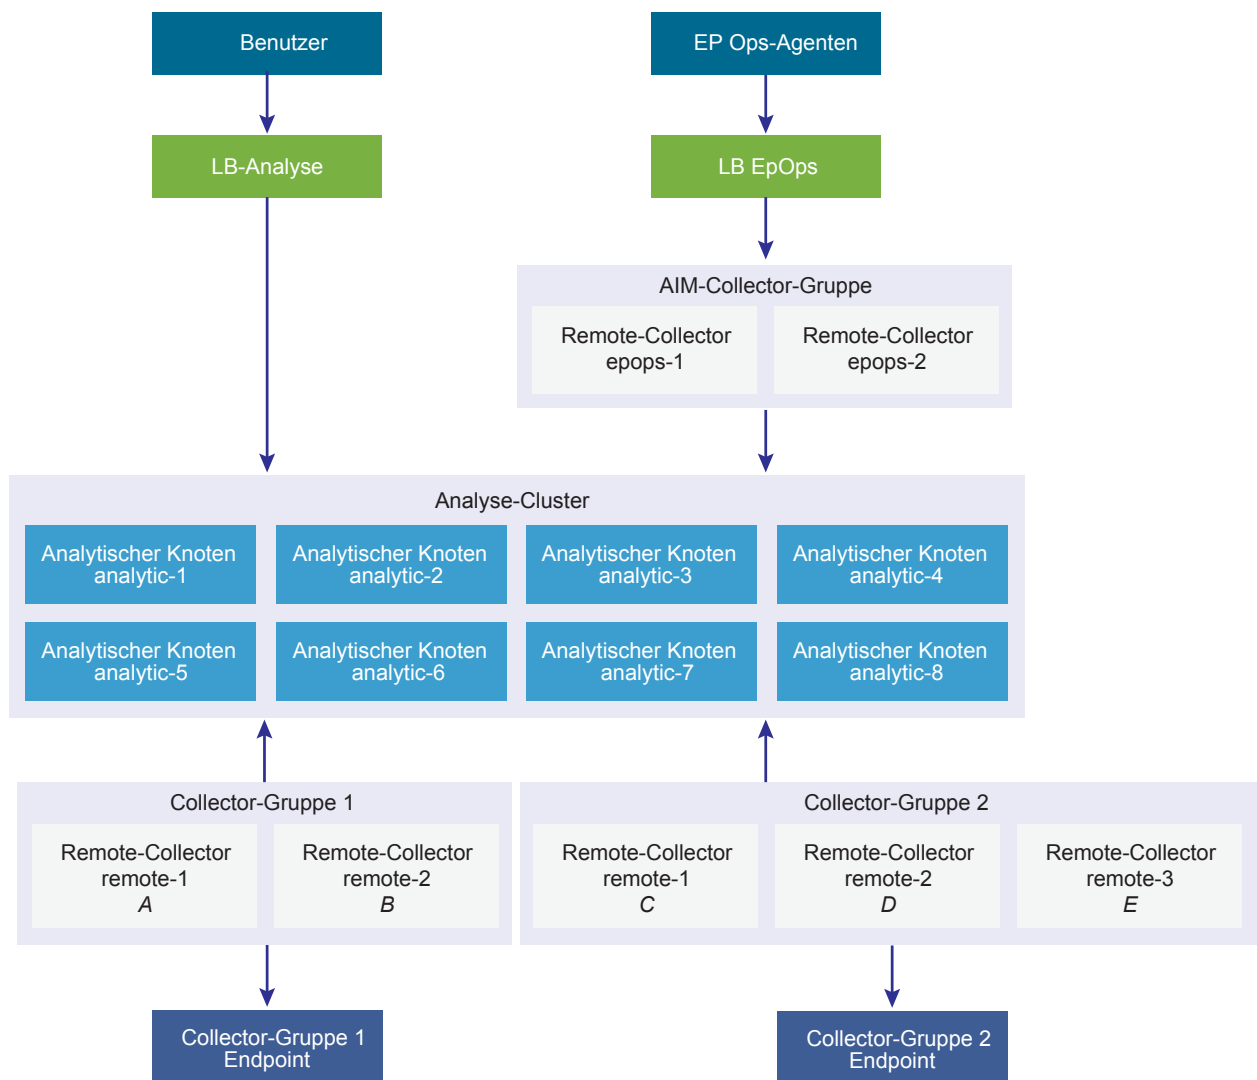 Benutzer
EP Ops-Agenten
LB-Analyse
LB EpOps
AIM-Collector-Gruppe
Remote-Collector
epops-1
Remote-Collector
epops-2
Analyse-Cluster
Analytischer Knoten
analytic-1
Analytischer Knoten
analytic-2
Analytischer Knoten
analytic-3
Analytischer Knoten
analytic-4
Analytischer Knoten
analytic-5
Analytischer Knoten
analytic-6
Analytischer Knoten
analytic-7
Analytischer Knoten
analytic-8
Collector-Gruppe 1
Remote-Collector
remote-1
A
Remote-Collector
remote-2
B
Collector-Gruppe 2
Remote-Collector
remote-1
C
Remote-Collector
remote-2
D
Remote-Collector
remote-3
E
Collector-Gruppe 1
Endpoint
Collector-Gruppe 2
Endpoint